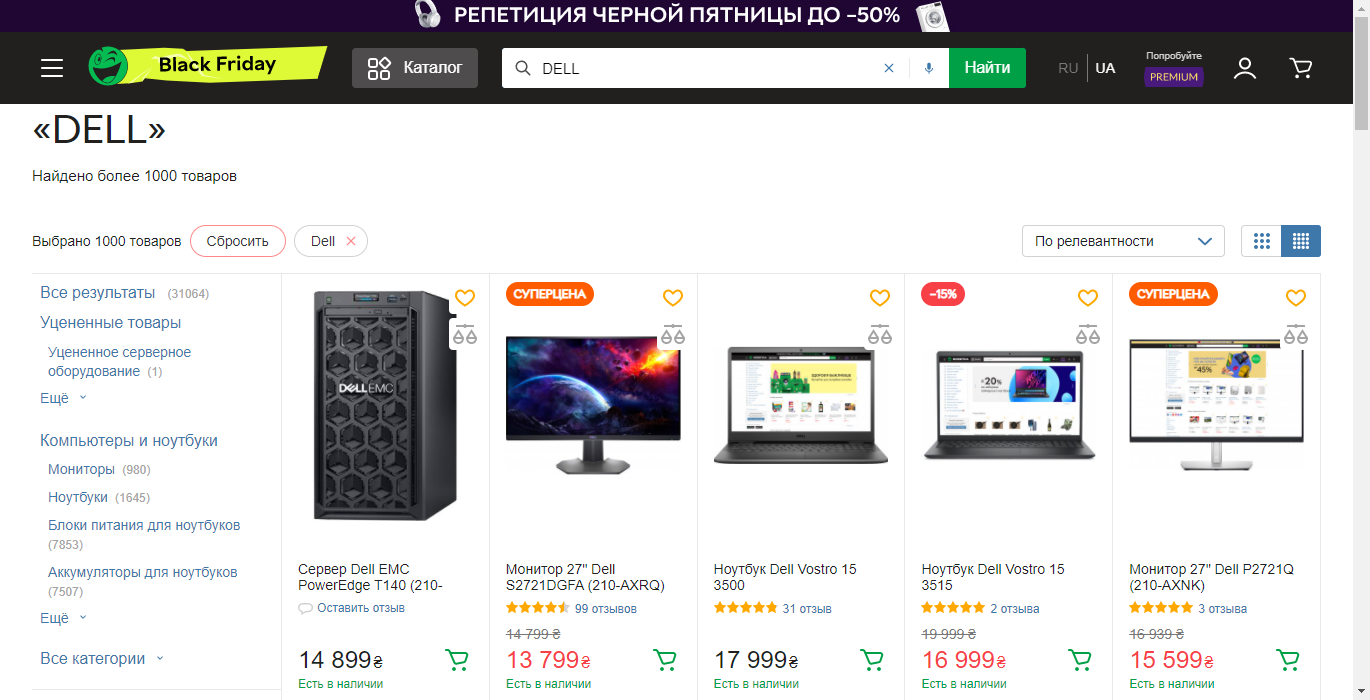 РЕПЕТИЦИЯ ЧЕРНОЙ ПЯТНИЦЫ ДО −50%
Black Friday
Каталог
DELL
Найти
RU
UA
Попробуйте
PREMIUM
«DELL»
Найдено более 1000 товаров
Выбрано 1000 товаров
Сбросить
Dell
По релевантности
Все результаты (31064)
Уцененные товары
Уцененное серверное
оборудование (1)
Ещё
Компьютеры и ноутбуки
Мониторы (980)
Ноутбуки (1645)
Блоки питания для ноутбуков
(7853)
Аккумуляторы для ноутбуков
(7507)
Ещё
Все категории
DELL EMC
Сервер Dell EMC
PowerEdge T140 (210-
Оставить отзыв
14 899₴
Есть в наличии
СУПЕРЦЕНА
Монитор 27" Dell
S2721DGFA (210-AXRQ)
99 отзывов
14 799 ₴
13 799₴
Есть в наличии
Ноутбук Dell Vostro 15
3500
31 отзыв
17 999₴
Есть в наличии
−15%
-20%
Ноутбук Dell Vostro 15
3515
2 отзыва
19 999 ₴
16 999₴
Есть в наличии
СУПЕРЦЕНА
-45%
Монитор 27" Dell P2721Q
(210-AXNK)
3 отзыва
16 939 ₴
15 599₴
Есть в наличии